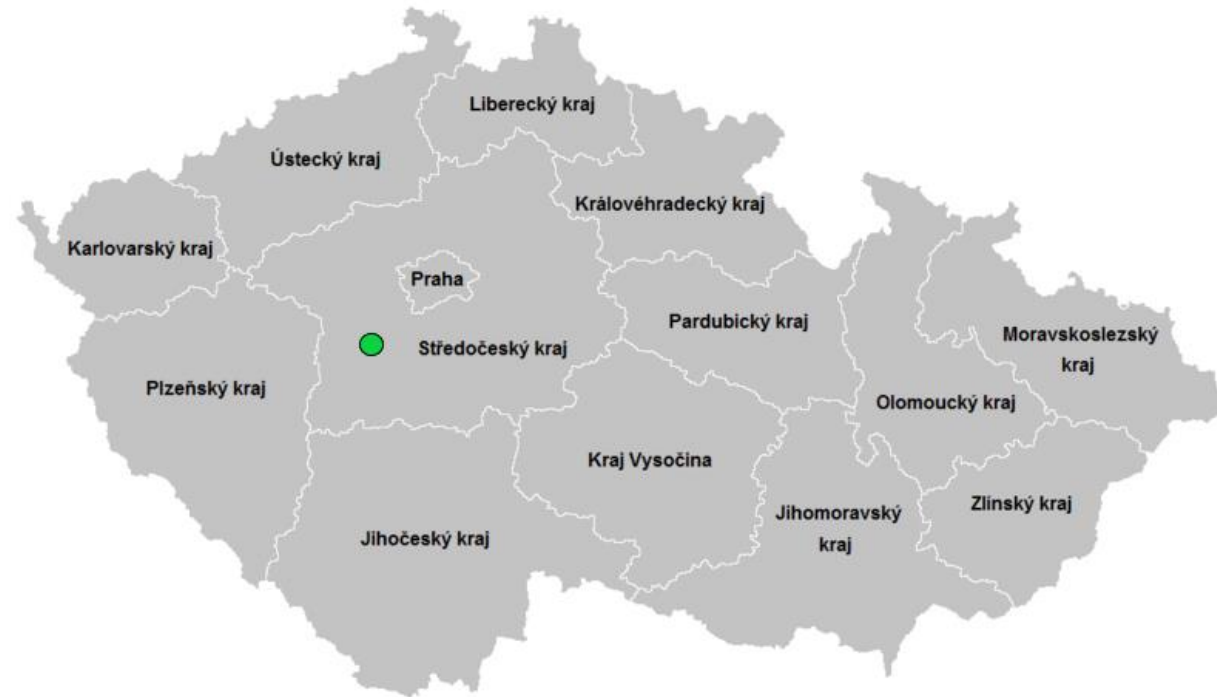 Liberecký kraj
Ústecký kraj
Královéhradecký kraj
Karlovarský kraj
Praha
Pardubický kraj
Moravskoslezský
kraj
Středočeský kraj
Plzeňský kraj
Olomoucký kraj
Kraj Vysočina
Zlínský kraj
Jihomoravský
kraj
Jihočeský kraj